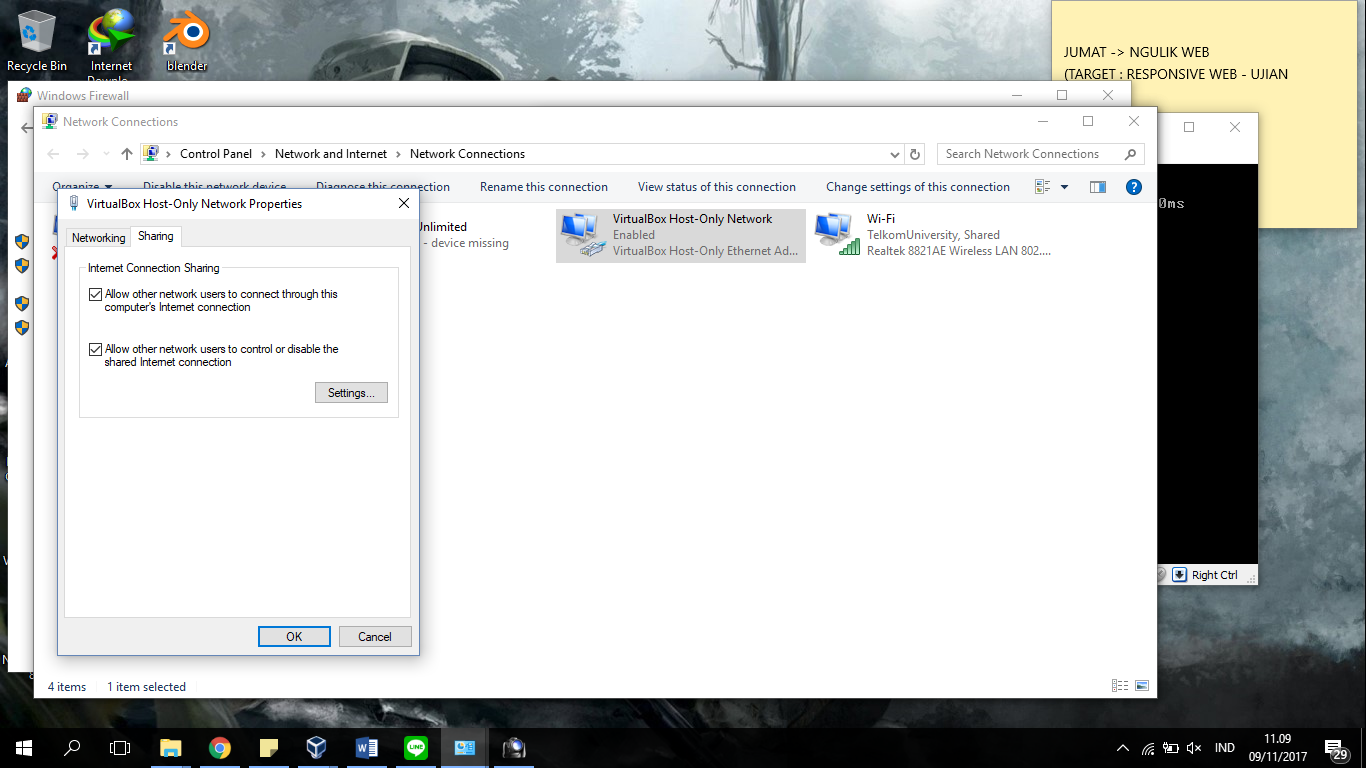 Recycle Bin
Internet
blender
JUMAT -> NGULIK WEB
(TARGET : RESPONSIVE WEB - UJIAN
Windows Firewall
Network Connections
Control Panel
Network and Internet
Network Connections
Search Network Connections
Organize
Disable this network device
Diagnose this connection
Rename this connection
View status of this connection
Change settings of this connection
0ms
VirtualBox Host-Only Network Properties
Networking
Sharing
Internet Connection Sharing
Allow other network users to connect through this
computer's Internet connection
Allow other network users to control or disable the
shared Internet connection
Settings...
OK
Cancel
Unlimited
- device missing
VirtualBox Host-Only Network
Enabled
VirtualBox Host-Only Ethernet Ad...
Wi-Fi
TelkomUniversity, Shared
Realtek 8821AE Wireless LAN 802....
Right Ctrl
4 items
1 item selected
IND
11.09
09/11/2017
29